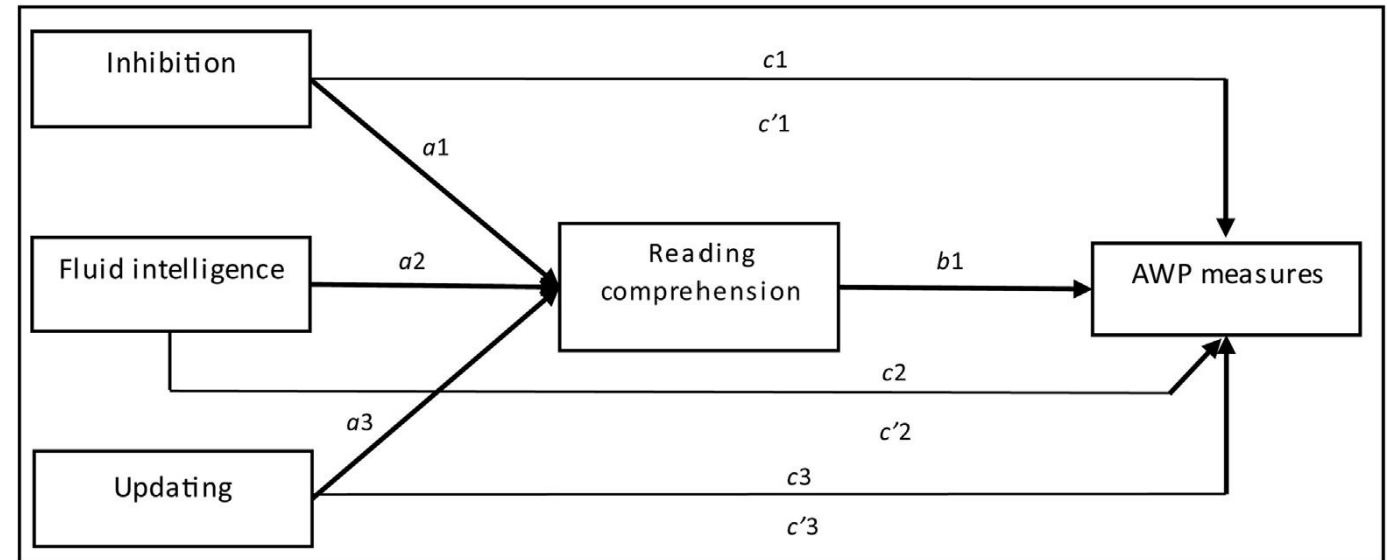 Inhibition
c1
c'1
a1
Fluid intelligence
a2
Reading
comprehension
b1
AWP measures
c2
a3
c'2
Updating
c3
c'3